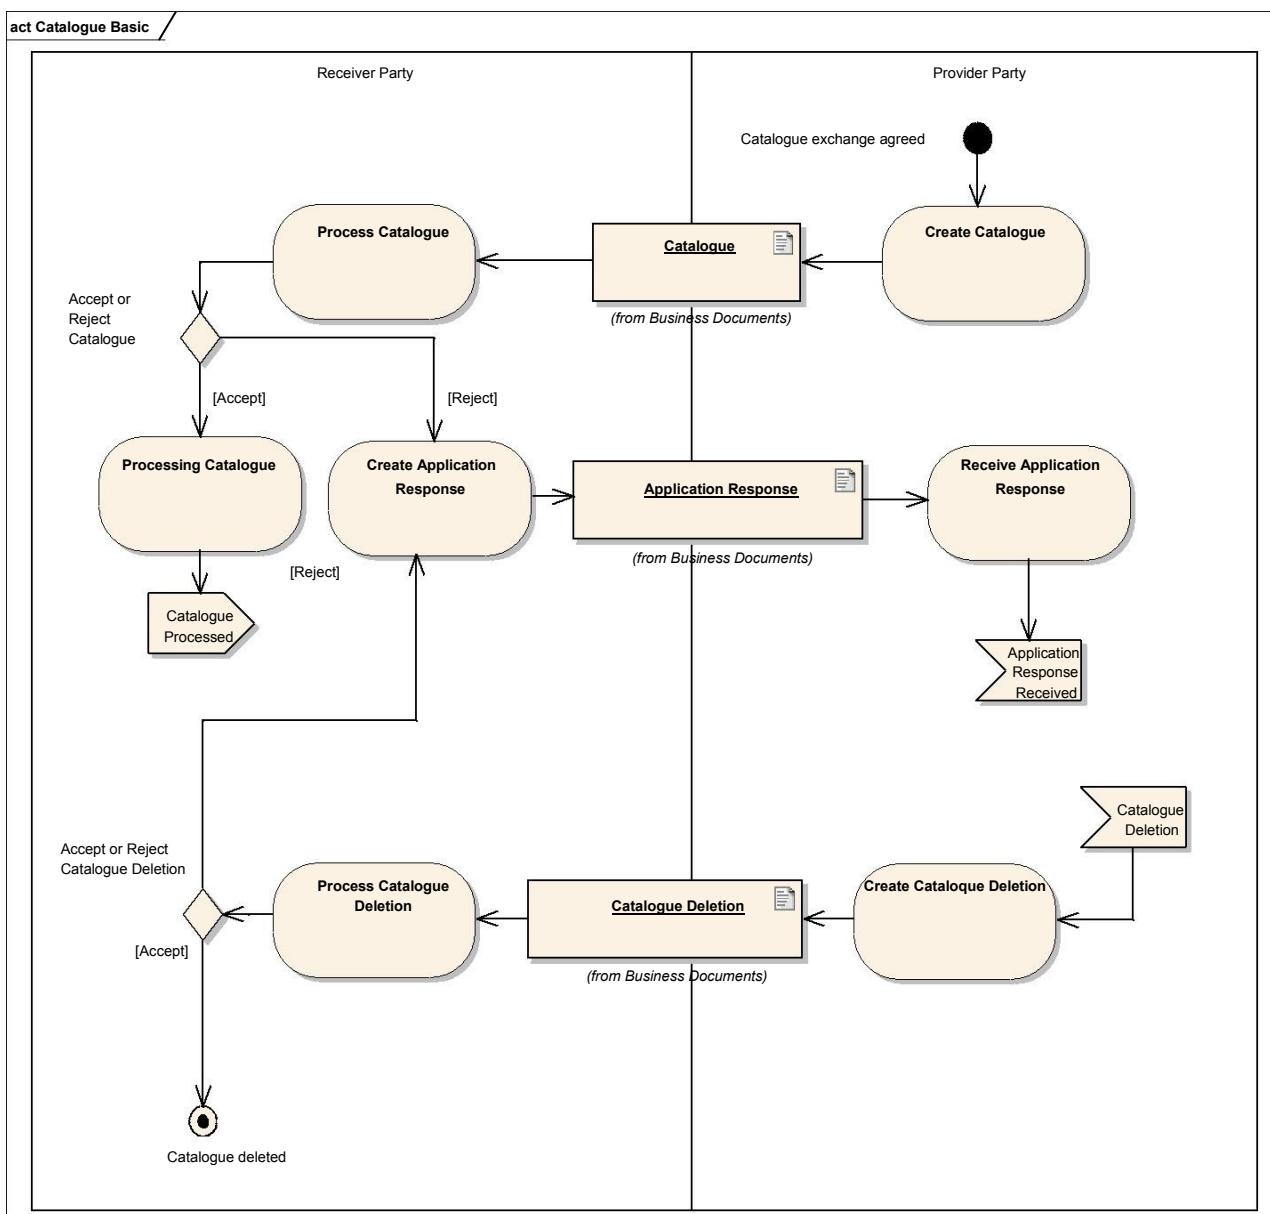 act Catalogue Basic
Receiver Party
Provider Party
Catalogue exchange agreed
Process Catalogue
Catalogue
Create Catalogue
(from Business Documents)
Accept or
Reject
Catalogue
[Accept]
[Reject]
Processing Catalogue
Create Application
Response
Application Response
Receive Application
Response
(from Business Documents)
[Reject]
Catalogue
Processed
Application
Response
Received
Catalogue
Deletion
Accept or Reject
Catalogue Deletion
Process Catalogue
Deletion
Catalogue Deletion
Create Cataloque Deletion
[Accept]
(from Business Documents)
Catalogue deleted